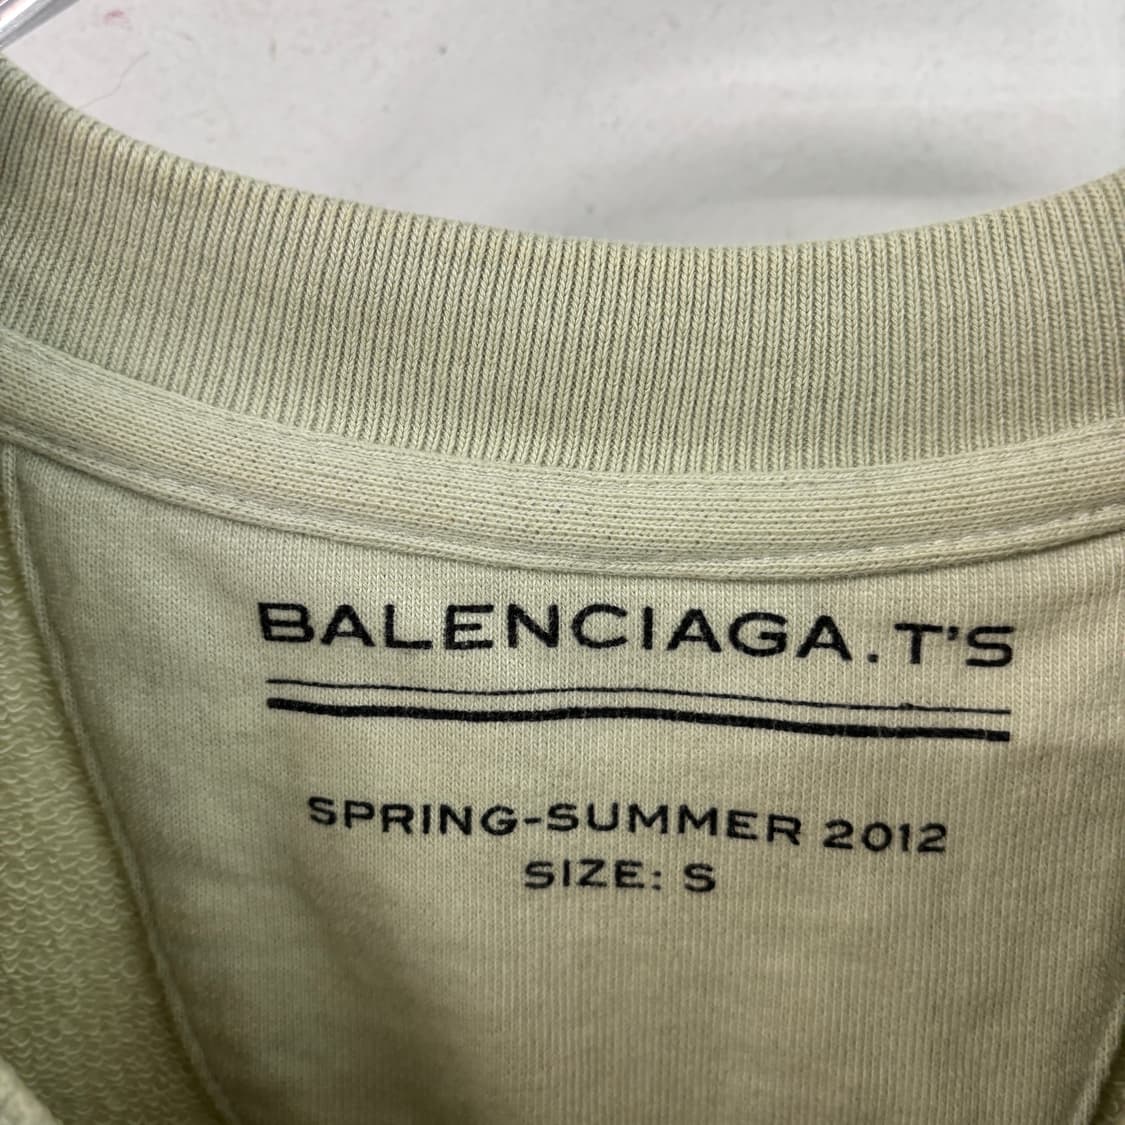 BALENCIAGA.T'S
SPRING-SUMMER 2012
SIZE: S